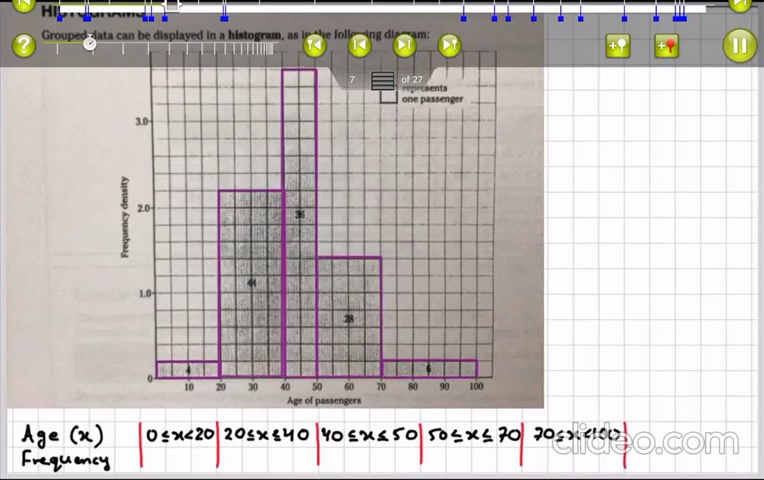 HISTOGRAMS
Grouped data can be displayed in a histogram, as in the following diagram:
7 of 27
represents
one passenger
3.0
2.0
1.0
0
Frequency density
4
44
36
28
6
10 20 30 40 50 60 70 80 90 100
Age of passengers
Age (x) 0≤x<20 20≤x≤40 40≤x≤50 50≤x≤70 70≤x<100
Frequency
clideo.com